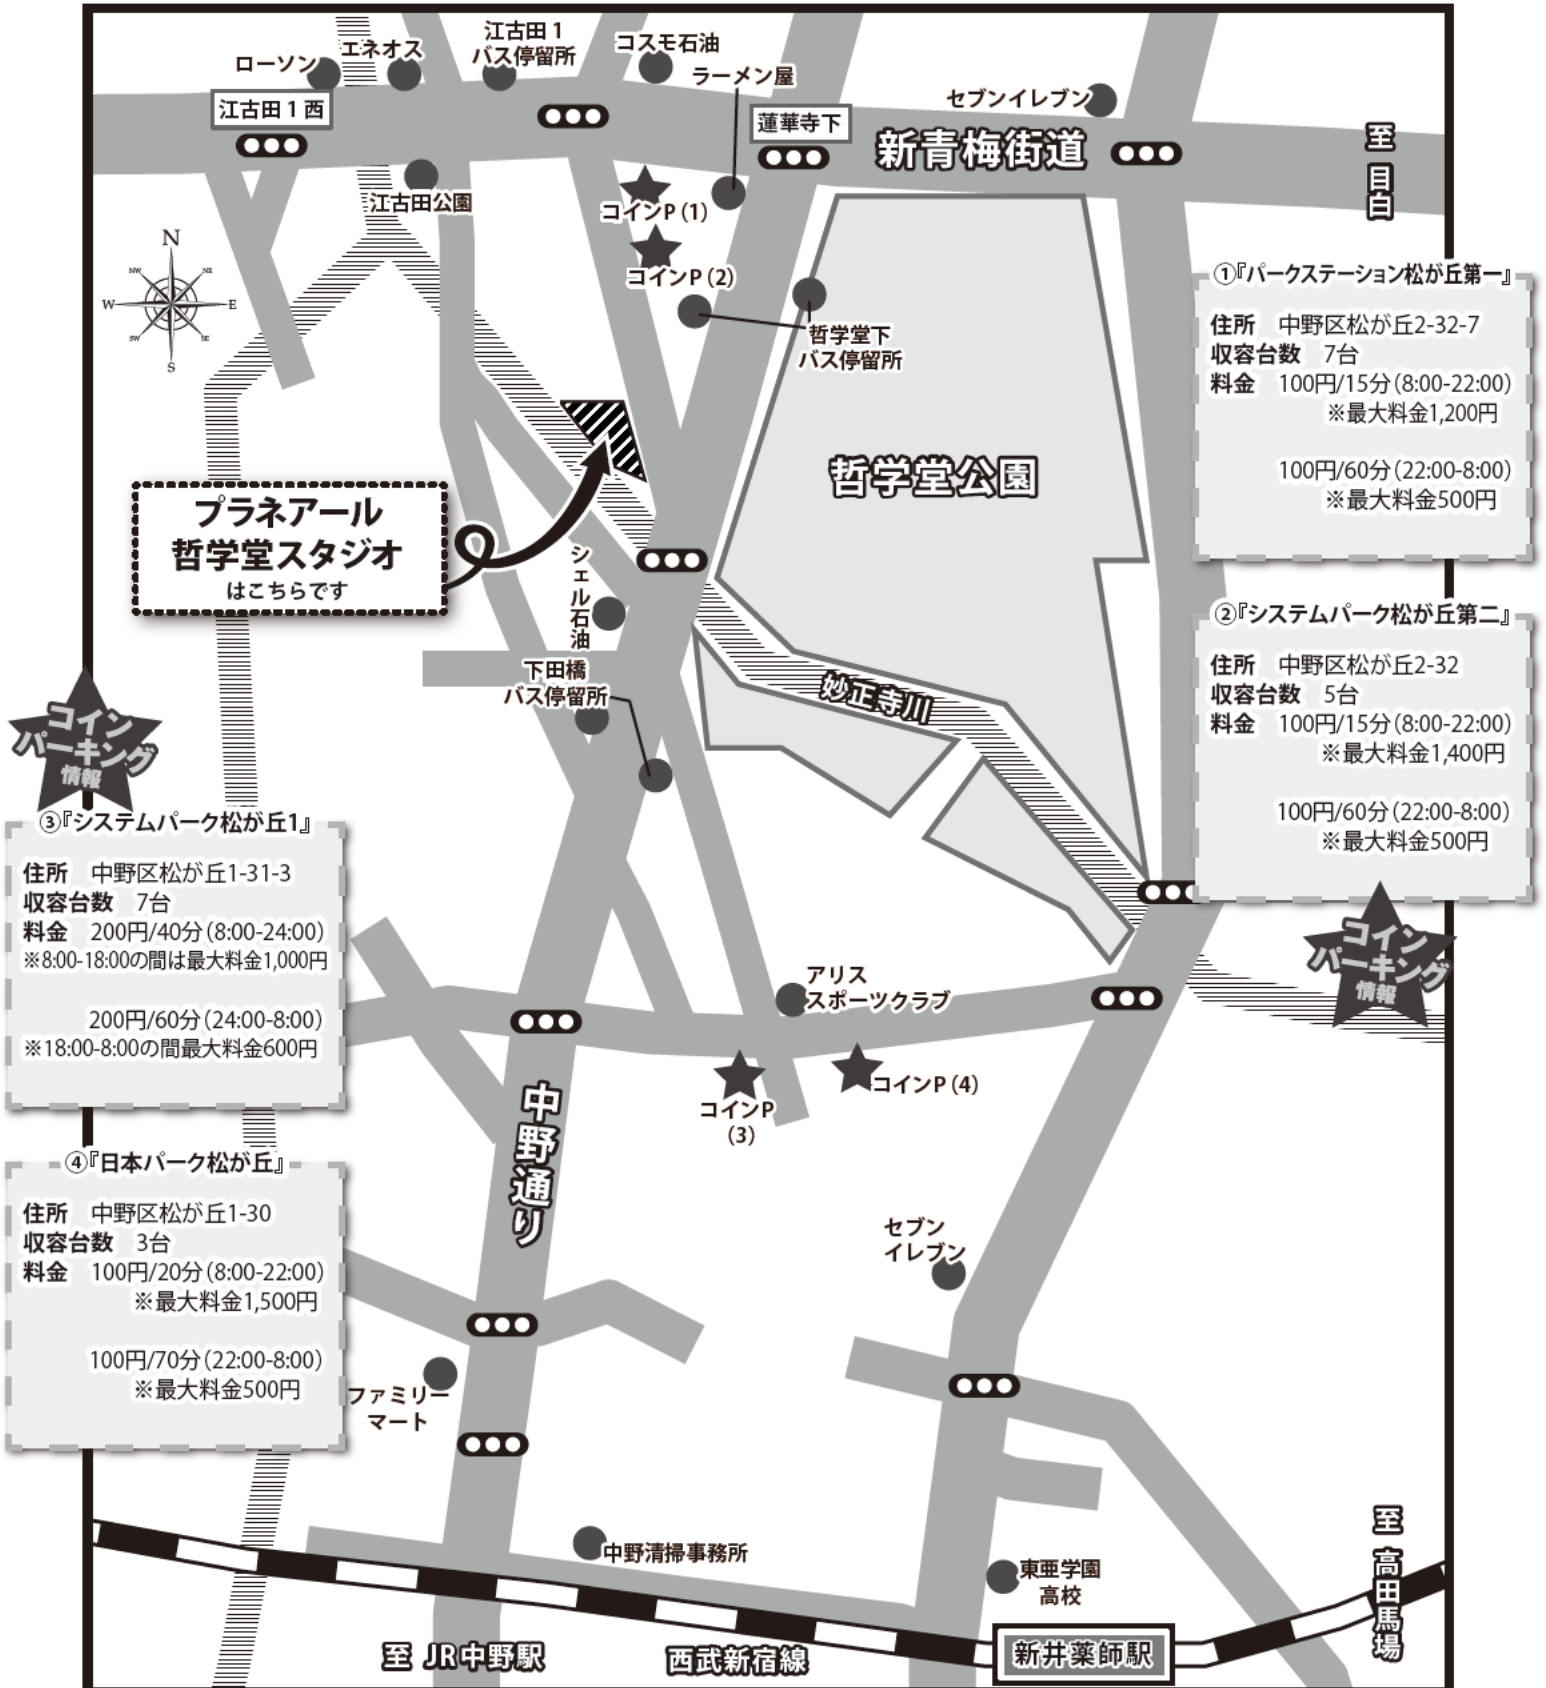 江古田1
バス停留所
コスモ石油
エネオス
ローソン
ラーメン屋
セブンイレブン
江古田1西
蓮華寺下
新青梅街道
至 目白
江古田公園
コインP(1)
コインP(2)
N
NW
NE
W
E
SW
SE
S
哲学堂下
バス停留所
哲学堂公園
①『パークステーション松が丘第一』
住所 中野区松が丘2-32-7
収容台数 7台
料金 100円/15分(8:00-22:00)
※最大料金1,200円
100円/60分(22:00-8:00)
※最大料金500円
プラネアール
哲学堂スタジオ
はこちらです
シェル石油
下田橋
バス停留所
妙正寺川
②『システムパーク松が丘第二』
住所 中野区松が丘2-32
収容台数 5台
料金 100円/15分(8:00-22:00)
※最大料金1,400円
100円/60分(22:00-8:00)
※最大料金500円
コイン
パーキング
情報
コイン
パーキング
情報
③『システムパーク松が丘1』
住所 中野区松が丘1-31-3
収容台数 7台
料金 200円/40分(8:00-24:00)
※8:00-18:00の間は最大料金1,000円
200円/60分(24:00-8:00)
※18:00-8:00の間最大料金600円
アリス
スポーツクラブ
コインP
(3)
コインP(4)
中野通り
④『日本パーク松が丘』
住所 中野区松が丘1-30
収容台数 3台
料金 100円/20分(8:00-22:00)
※最大料金1,500円
100円/70分(22:00-8:00)
※最大料金500円
セブン
イレブン
ファミリー
マート
中野清掃事務所
東亜学園
高校
至 高田馬場
至 JR中野駅
西武新宿線
新井薬師駅